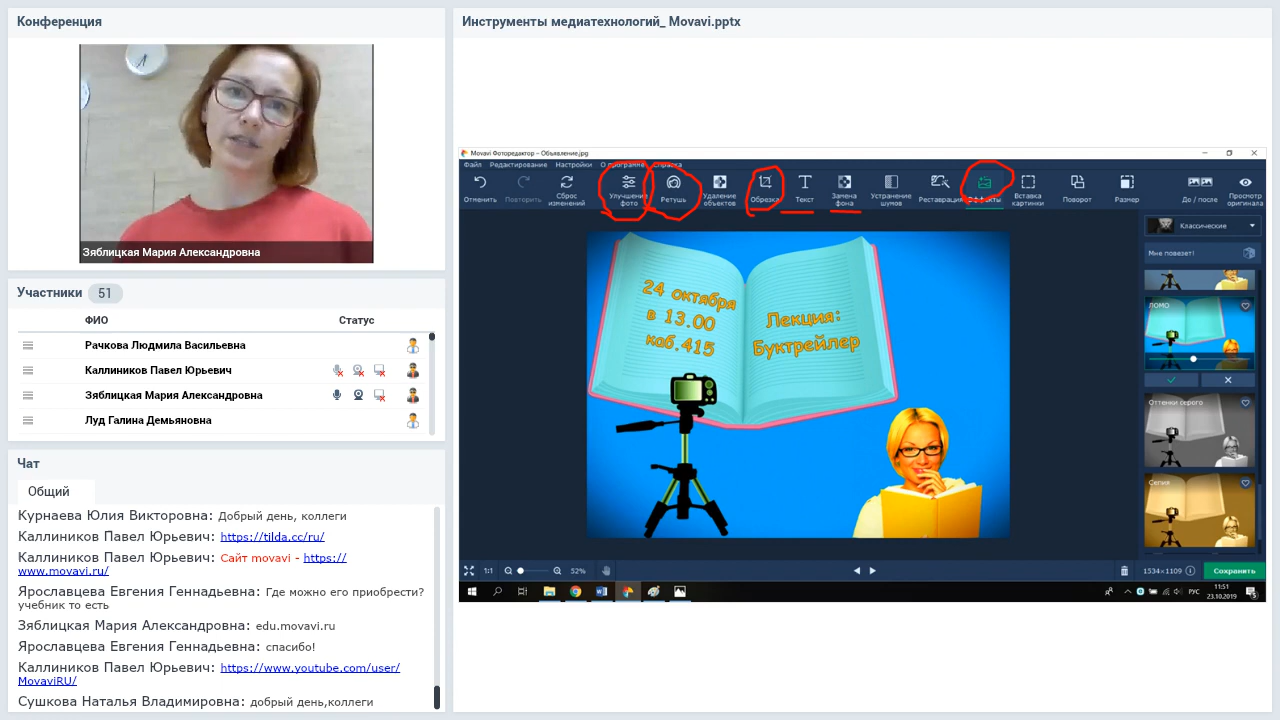 Конференция
Зяблицкая Мария Александровна
Участники 51
ФИО Статус
Рачкова Людмила Васильевна
Каллиников Павел Юрьевич
Зяблицкая Мария Александровна
Луд Галина Демьяновна
Чат
Общий
Курнаева Юлия Викторовна: Добрый день, коллеги
Каллиников Павел Юрьевич: https://tilda.cc/ru/
Каллиников Павел Юрьевич: Сайт movavi - https://
www.movavi.ru/
Ярославцева Евгения Геннадьевна: Где можно его приобрести?
учебник то есть
Зяблицкая Мария Александровна: edu.movavi.ru
Ярославцева Евгения Геннадьевна: спасибо!
Каллиников Павел Юрьевич: https://www.youtube.com/user/
MovaviRU/
Сушкова Наталья Владимировна: добрый день,коллеги
Инструменты медиатехнологий_ Movavi.pptx
Movavi Фоторедактор – Объявление.jpg
Файл Редактирование Настройки О программе Справка
Отменить Повторить Сброс изменений Улучшение фото Ретушь Удаление объектов Обрезка Текст Замена фона Устранение шумов Реставрация Эффекты Вставка картинки Поворот Размер До / после Просмотр оригинала
Классические
Мне повезет!
ЛОМО
Оттенки серого
Сепия
24 октября
в 13.00
каб.415
Лекция:
Буктрейлер
1:1 52% 1534×1109 Сохранить
РУС 11:51
23.10.2019